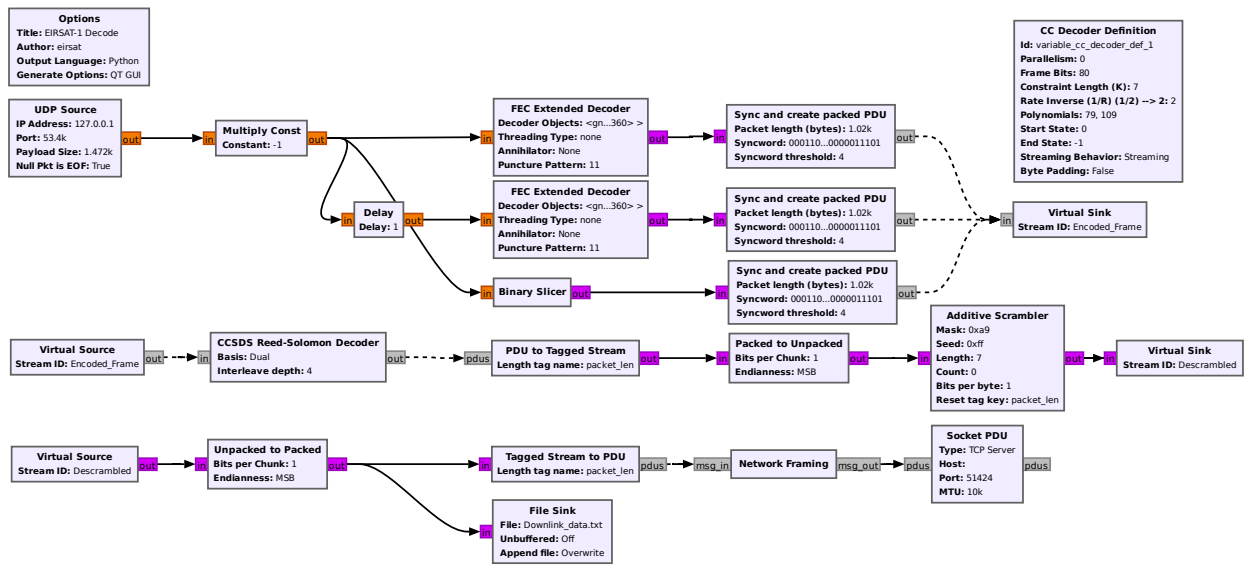 Options
Title: EIRSAT-1 Decode
Author: eirsat
Output Language: Python
Generate Options: QT GUI
CC Decoder Definition
Id: variable_cc_decoder_def_1
Parallelism: 0
Frame Bits: 80
Constraint Length (K): 7
Rate Inverse (1/R) (1/2) --> 2: 2
Polynomials: 79, 109
Start State: 0
End State: -1
Streaming Behavior: Streaming
Byte Padding: False
UDP Source
IP Address: 127.0.0.1
Port: 53.4k
Payload Size: 1.472k
Null Pkt is EOF: True
out
in
Multiply Const
Constant: -1
out
in
FEC Extended Decoder
Decoder Objects: <gn...360> >
Threading Type: none
Annihilator: None
Puncture Pattern: 11
out
in
Sync and create packed PDU
Packet length (bytes): 1.02k
Syncword: 000110...0000011101
Syncword threshold: 4
out
in
Delay
Delay: 1
out
in
FEC Extended Decoder
Decoder Objects: <gn...360> >
Threading Type: none
Annihilator: None
Puncture Pattern: 11
out
in
Sync and create packed PDU
Packet length (bytes): 1.02k
Syncword: 000110...0000011101
Syncword threshold: 4
out
in
Virtual Sink
Stream ID: Encoded_Frame
in
Binary Slicer
out
in
Sync and create packed PDU
Packet length (bytes): 1.02k
Syncword: 000110...0000011101
Syncword threshold: 4
out
Virtual Source
Stream ID: Encoded_Frame
out
in
CCSDS Reed-Solomon Decoder
Basis: Dual
Interleave depth: 4
out
pdus
PDU to Tagged Stream
Length tag name: packet_len
out
in
Packed to Unpacked
Bits per Chunk: 1
Endianness: MSB
out
in
Additive Scrambler
Mask: 0xa9
Seed: 0xff
Length: 7
Count: 0
Bits per byte: 1
Reset tag key: packet_len
out
in
Virtual Sink
Stream ID: Descrambled
Virtual Source
Stream ID: Descrambled
out
in
Unpacked to Packed
Bits per Chunk: 1
Endianness: MSB
out
in
Tagged Stream to PDU
Length tag name: packet_len
pdus
msg_in
Network Framing
msg_out
pdus
Socket PDU
Type: TCP Server
Host:
Port: 51424
MTU: 10k
pdus
in
File Sink
File: Downlink_data.txt
Unbuffered: Off
Append file: Overwrite